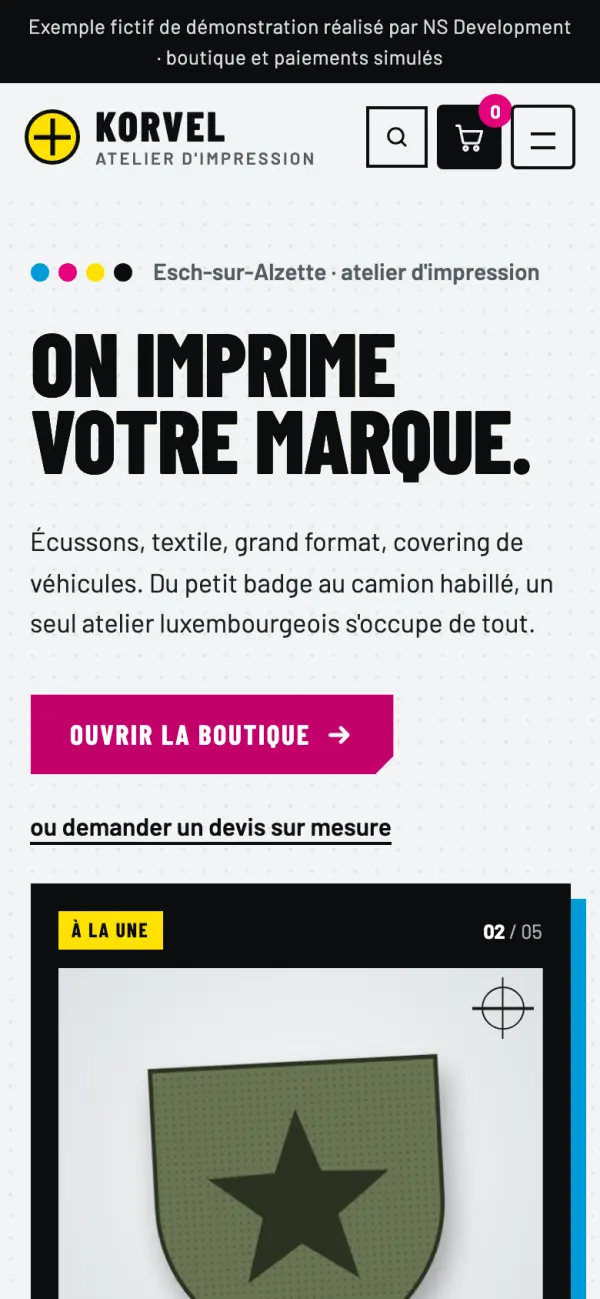 Exemple fictif de démonstration réalisé par NS Development
· boutique et paiements simulés
KORVEL
ATELIER D'IMPRESSION
0
Esch-sur-Alzette · atelier d'impression
ON IMPRIME
VOTRE MARQUE.
Écussons, textile, grand format, covering de
véhicules. Du petit badge au camion habillé, un
seul atelier luxembourgeois s'occupe de tout.
OUVRIR LA BOUTIQUE →
ou demander un devis sur mesure
À LA UNE
02 / 05